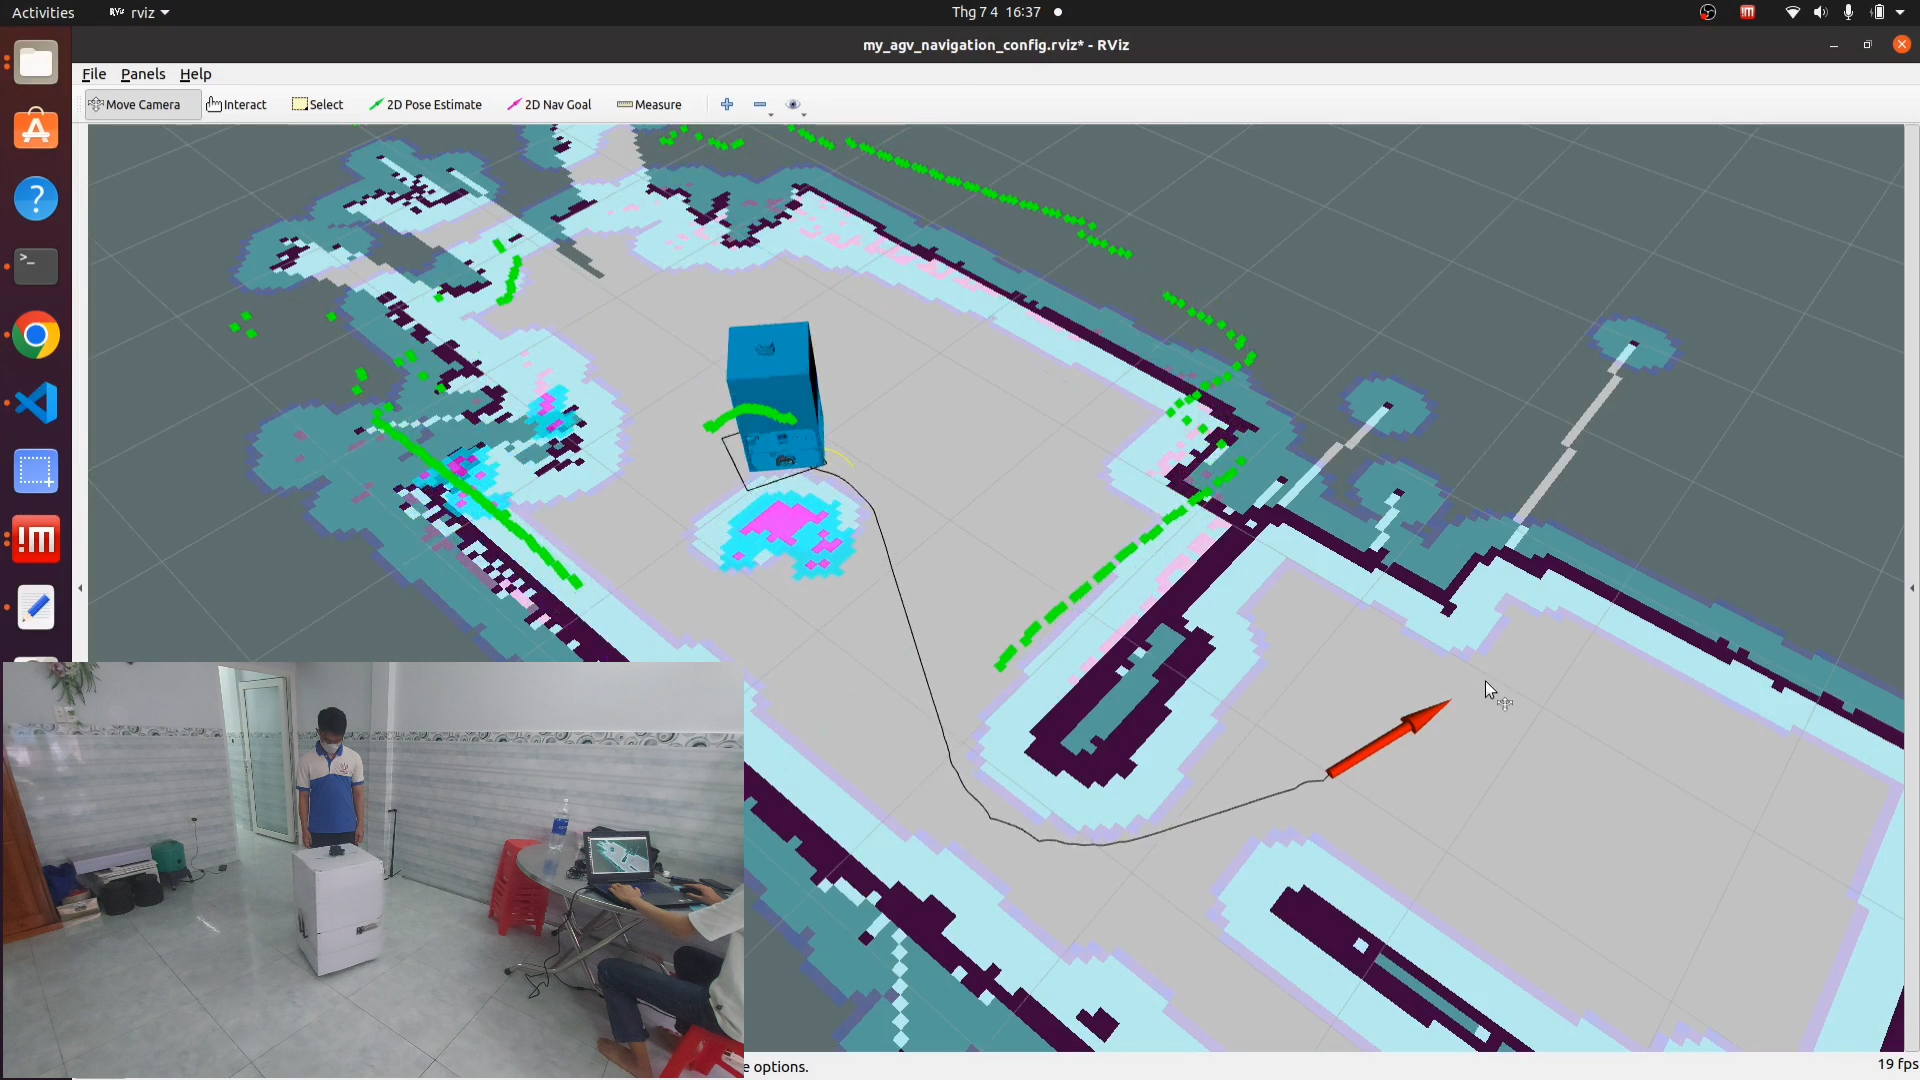 Activities
rviz
Thg 7 4 16:37
my_agv_navigation_config.rviz* - RViz
File Panels Help
Move Camera
Interact
Select
2D Pose Estimate
2D Nav Goal
Measure
e options.
19 fps